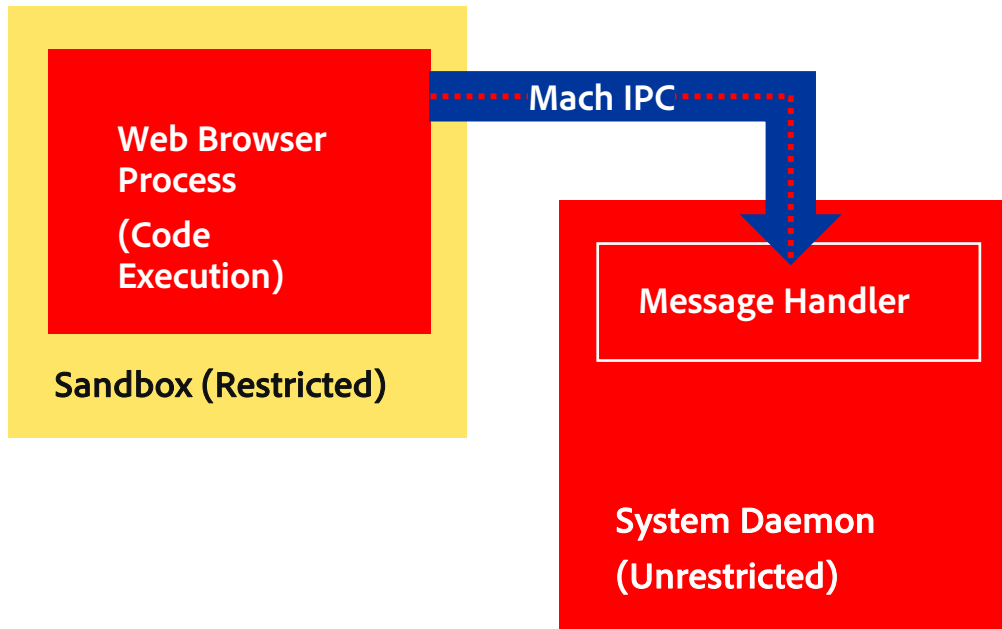 Web Browser
Process
(Code
Execution)
Sandbox (Restricted)
Mach IPC
Message Handler
System Daemon
(Unrestricted)